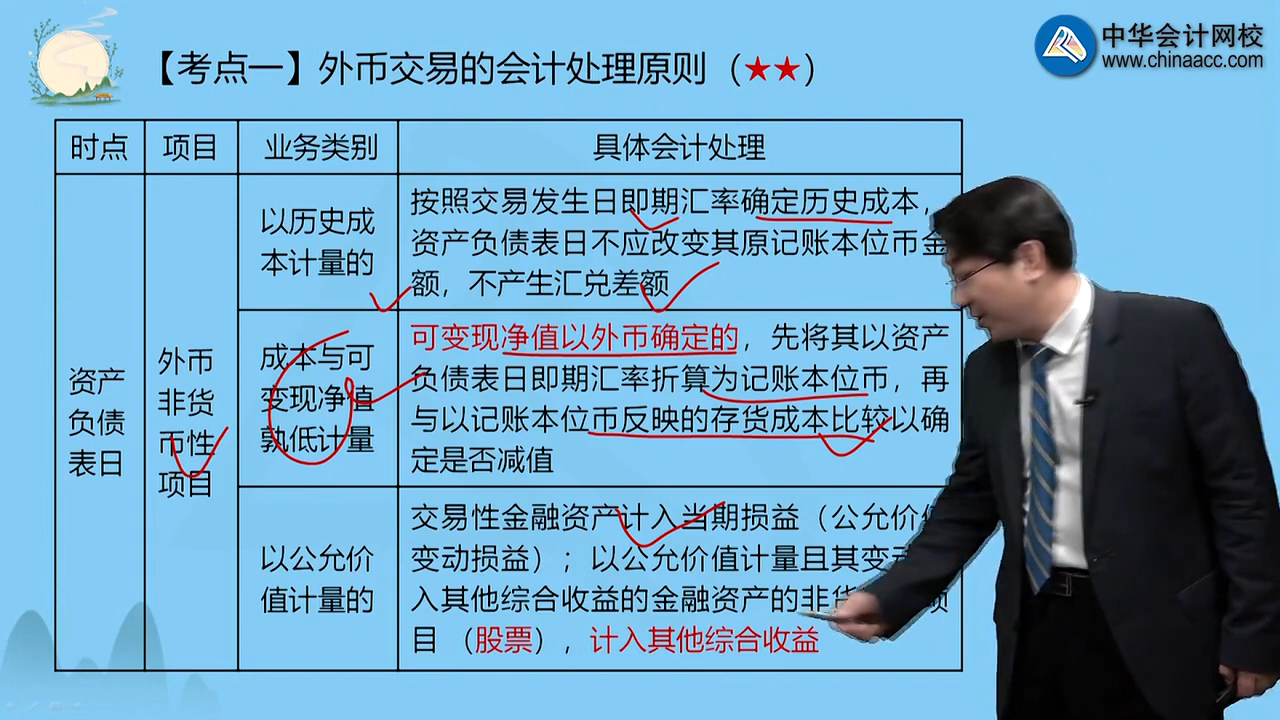 【考点一】外币交易的会计处理原则（★★）
中华会计网校
www.chinaacc.com
时点
项目
业务类别
具体会计处理
资产
负债
表日
外币
非货
币性
项目
以历史成
本计量的
按照交易发生日即期汇率确定历史成本，
资产负债表日不应改变其原记账本位币金
额，不产生汇兑差额
成本与可
变现净值
孰低计量
可变现净值以外币确定的，先将其以资产
负债表日即期汇率折算为记账本位币，再
与以记账本位币反映的存货成本比较以确
定是否减值
以公允价
值计量的
交易性金融资产计入当期损益（公允价
变动损益）；以公允价值计量且其变
入其他综合收益的金融资产的非
目（股票），计入其他综合收益